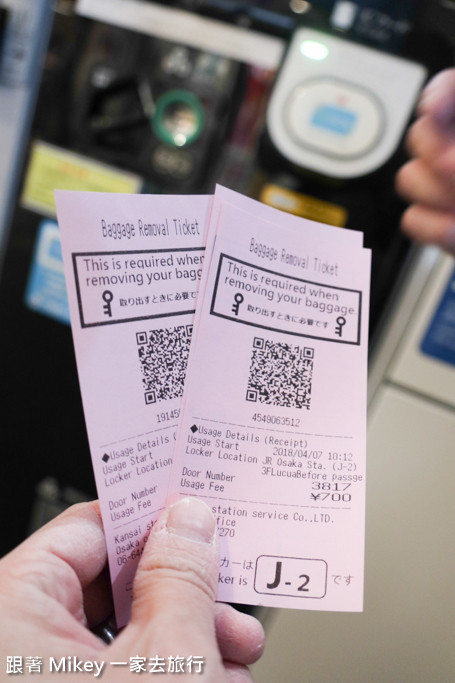 Baggage Removal Ticket
This is required when
removing your bagg
取り出すときに必要
19145
◆Usage Details (
Usage Start
Locker Location
Door Number
Usage Fee
Kansai st
Osaka
06-6
Baggage Removal Ticket
This is required when
removing your baggage.
取り出すときに必要です
4549063512
◆Usage Details (Receipt)
Usage Start 2018/04/07 10:12
Locker Location JR Osaka Sta. (J-2)
3FLucuaBefore passge
Door Number 3817
Usage Fee ¥700
station service Co.,LTD.
ffice
7270
カーは
ker is J-2 です
跟著 Mikey 一家去旅行